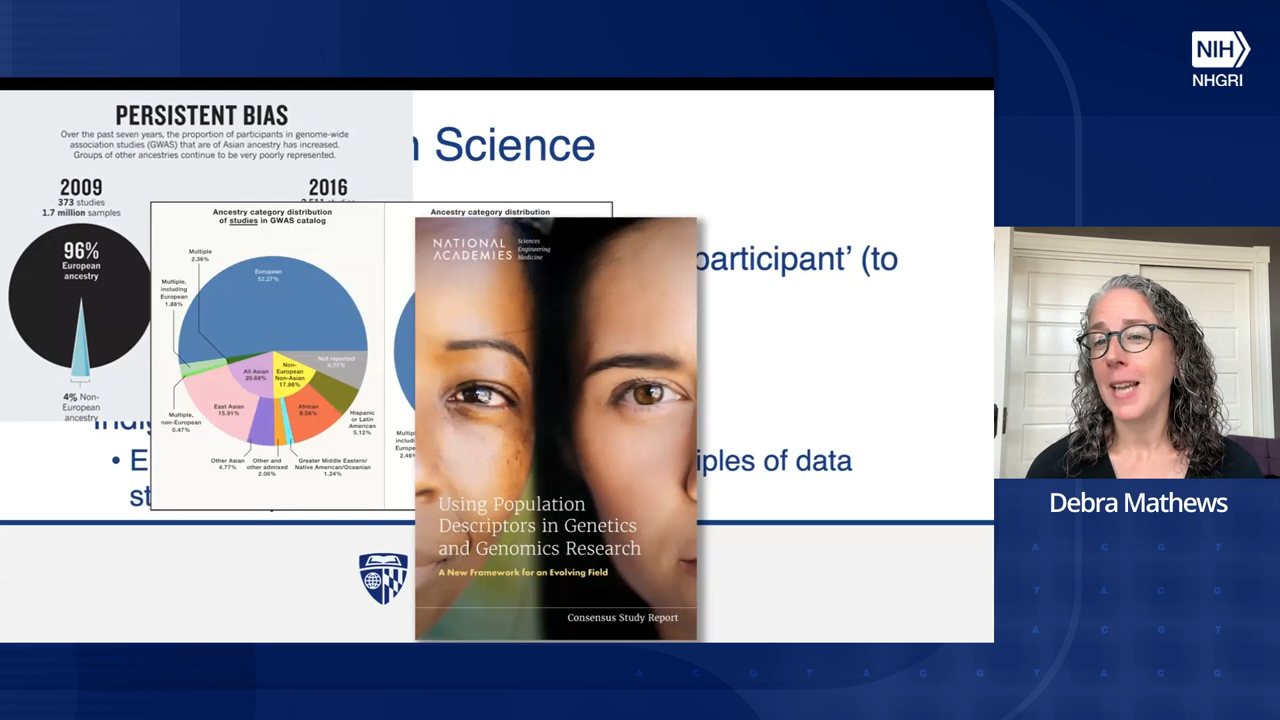 NIH
NHGRI
PERSISTENT BIAS
Over the past seven years, the proportion of participants in genome-wide
association studies (GWAS) that are of Asian ancestry has increased.
Groups of other ancestries continue to be very poorly represented.
Science
2009
373 studies
1.7 million samples
2016
96%
European
ancestry
4% Non-
European
ancestry
Ancestry category distribution
of studies in GWAS catalog
Multiple
2.36%
European
52.27%
Multiple,
including
European
1.88%
Not reported
5.71%
All Asian
20.68%
Non-
European
Non-Asian
17.98%
East Asian
15.91%
African
9.56%
Hispanic
or Latin
American
5.12%
Multiple,
non-European
0.47%
Other Asian
4.77%
Other and
other admixed
2.06%
Greater Middle Eastern/
Native American/Oceanian
1.24%
Ancestry category distribution
NATIONAL
ACADEMIES
Sciences
Engineering
Medicine
participant’ (to
• E
iples of data
st
Using Population
Descriptors in Genetics
and Genomics Research
A New Framework for an Evolving Field
Consensus Study Report
Debra Mathews
A C G T
T A C G
A C G T
A C G T A C G T A C G T